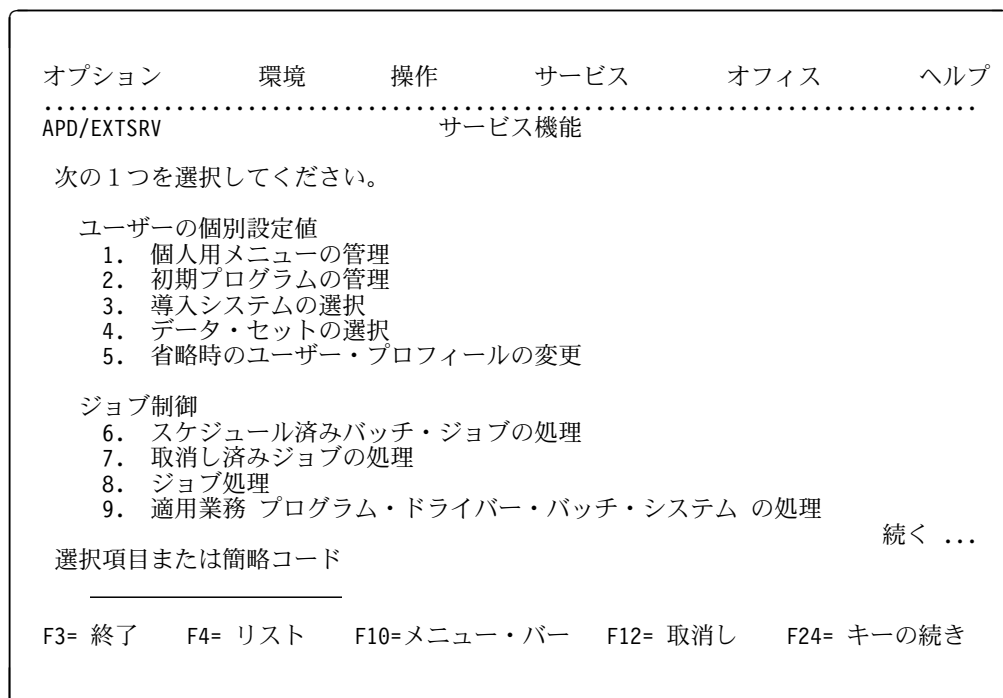 オプション 環境 操作 サービス オフィス ヘルプ
................................................................................
APD/EXTSRV サービス機能
次の１つを選択してください。
ユーザーの個別設定値
1. 個人用メニューの管理
2. 初期プログラムの管理
3. 導入システムの選択
4. データ・セットの選択
5. 省略時のユーザー・プロフィールの変更
ジョブ制御
6. スケジュール済みバッチ・ジョブの処理
7. 取消し済みジョブの処理
8. ジョブ処理
9. 適用業務 プログラム・ドライバー・バッチ・システム の処理
続く ...
選択項目または簡略コード
F3= 終了 F4= リスト F10=メニュー・バー F12= 取消し F24= キーの続き